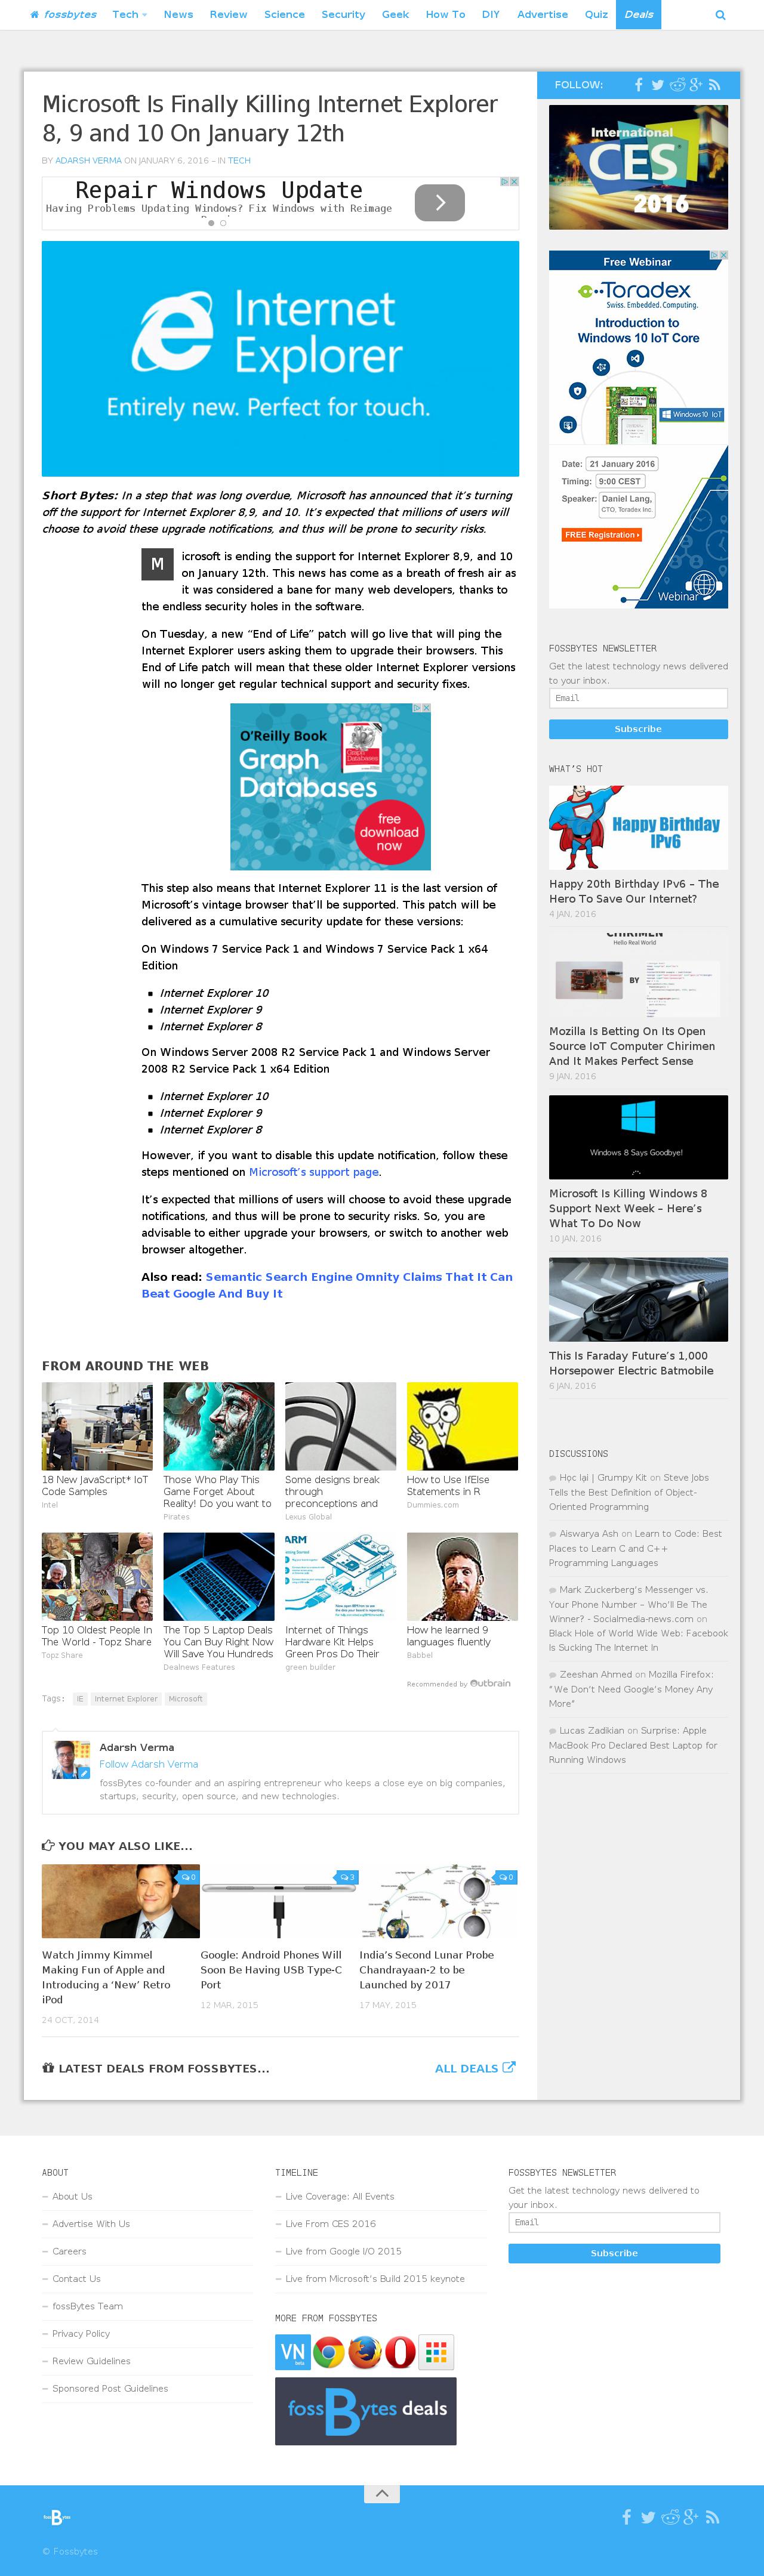 fossbytes Tech News Review Science Security Geek How To DIY Advertise Quiz Deals
Microsoft Is Finally Killing Internet Explorer
8, 9 and 10 On January 12th
BY ADARSH VERMA ON JANUARY 6, 2016 – IN TECH
Repair Windows Update
Having Problems Updating Windows? Fix Windows with Reimage
Internet
Explorer
Entirely new. Perfect for touch.
Short Bytes: In a step that was long overdue, Microsoft has announced that it’s turning
off the support for Internet Explorer 8,9, and 10. It’s expected that millions of users will
choose to avoid these upgrade notifications, and thus will be prone to security risks.
Microsoft is ending the support for Internet Explorer 8,9, and 10
on January 12th. This news has come as a breath of fresh air as
it was considered a bane for many web developers, thanks to
the endless security holes in the software.
On Tuesday, a new “End of Life” patch will go live that will ping the
Internet Explorer users asking them to upgrade their browsers. This
End of Life patch will mean that these older Internet Explorer versions
will no longer get regular technical support and security fixes.
O’Reilly Book
Graph
Databases
Graph
Databases
free
download
now
This step also means that Internet Explorer 11 is the last version of
Microsoft’s vintage browser that’ll be supported. This patch will be
delivered as a cumulative security update for these versions:
On Windows 7 Service Pack 1 and Windows 7 Service Pack 1 x64
Edition
Internet Explorer 10
Internet Explorer 9
Internet Explorer 8
On Windows Server 2008 R2 Service Pack 1 and Windows Server
2008 R2 Service Pack 1 x64 Edition
Internet Explorer 10
Internet Explorer 9
Internet Explorer 8
However, if you want to disable this update notification, follow these
steps mentioned on Microsoft’s support page.
It’s expected that millions of users will choose to avoid these upgrade
notifications, and thus will be prone to security risks. So, you are
advisable to either upgrade your browsers, or switch to another web
browser altogether.
Also read: Semantic Search Engine Omnity Claims That It Can
Beat Google And Buy It
FROM AROUND THE WEB
18 New JavaScript* IoT
Code Samples
Intel
Those Who Play This
Game Forget About
Reality! Do you want to
Pirates
Some designs break
through
preconceptions and
Lexus Global
How to Use IfElse
Statements in R
Dummies.com
Top 10 Oldest People In
The World - Topz Share
Topz Share
The Top 5 Laptop Deals
You Can Buy Right Now
Will Save You Hundreds
Dealnews Features
ARM
Internet of Things
Hardware Kit Helps
Green Pros Do Their
green builder
How he learned 9
languages fluently
Babbel
Recommended by Outbrain
Tags: IE Internet Explorer Microsoft
Adarsh Verma
Follow Adarsh Verma
fossBytes co-founder and an aspiring entrepreneur who keeps a close eye on big companies,
startups, security, open source, and new technologies.
YOU MAY ALSO LIKE...
0
Watch Jimmy Kimmel
Making Fun of Apple and
Introducing a ‘New’ Retro
iPod
24 OCT, 2014
3
Google: Android Phones Will
Soon Be Having USB Type-C
Port
12 MAR, 2015
0
India’s Second Lunar Probe
Chandrayaan-2 to be
Launched by 2017
17 MAY, 2015
LATEST DEALS FROM FOSSBYTES...
ALL DEALS
FOLLOW:
International
CES
2016
Free Webinar
Toradex
Swiss. Embedded. Computing.
Introduction to
Windows 10 IoT Core
Windows 10 IoT
Date: 21 January 2016
Timing: 9:00 CEST
Speaker: Daniel Lang,
CTO, Toradex Inc.
FREE Registration
Webinar
FOSSBYTES NEWSLETTER
Get the latest technology news delivered
to your inbox.
Email
Subscribe
WHAT’S HOT
Happy Birthday
IPv6
Happy 20th Birthday IPv6 – The
Hero To Save Our Internet?
4 JAN, 2016
CHIRIMEN
Hello Real World
BY
Mozilla Is Betting On Its Open
Source IoT Computer Chirimen
And It Makes Perfect Sense
9 JAN, 2016
Windows 8 Says Goodbye!
Microsoft Is Killing Windows 8
Support Next Week – Here’s
What To Do Now
10 JAN, 2016
This Is Faraday Future’s 1,000
Horsepower Electric Batmobile
6 JAN, 2016
DISCUSSIONS
Học lại | Grumpy Kit on Steve Jobs
Tells the Best Definition of Object-
Oriented Programming
Aiswarya Ash on Learn to Code: Best
Places to Learn C and C++
Programming Languages
Mark Zuckerberg's Messenger vs.
Your Phone Number – Who'll Be The
Winner? - Socialmedia-news.com on
Black Hole of World Wide Web: Facebook
Is Sucking The Internet In
Zeeshan Ahmed on Mozilla Firefox:
"We Don't Need Google's Money Any
More"
Lucas Zadikian on Surprise: Apple
MacBook Pro Declared Best Laptop for
Running Windows
ABOUT
– About Us
– Advertise With Us
– Careers
– Contact Us
– fossBytes Team
– Privacy Policy
– Review Guidelines
– Sponsored Post Guidelines
TIMELINE
– Live Coverage: All Events
– Live From CES 2016
– Live from Google I/O 2015
– Live from Microsoft’s Build 2015 keynote
MORE FROM FOSSBYTES
VN
beta
fossBytes deals
FOSSBYTES NEWSLETTER
Get the latest technology news delivered to
your inbox.
Email
Subscribe
fossBytes
© Fossbytes